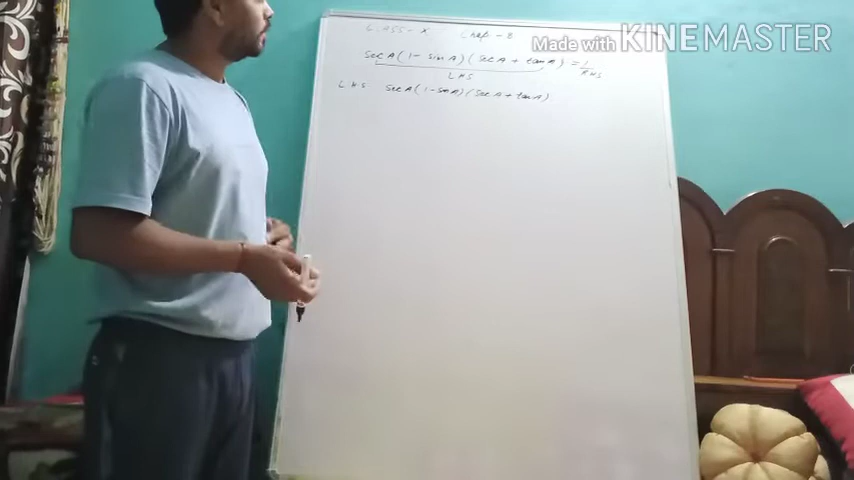 Made with KINEMASTER
CLASS-X Chap-8
Sec A (1 - sin A) (Sec A + tan A) = 1
LHS RHS
LHS Sec A (1 - sin A) (Sec A + tan A)